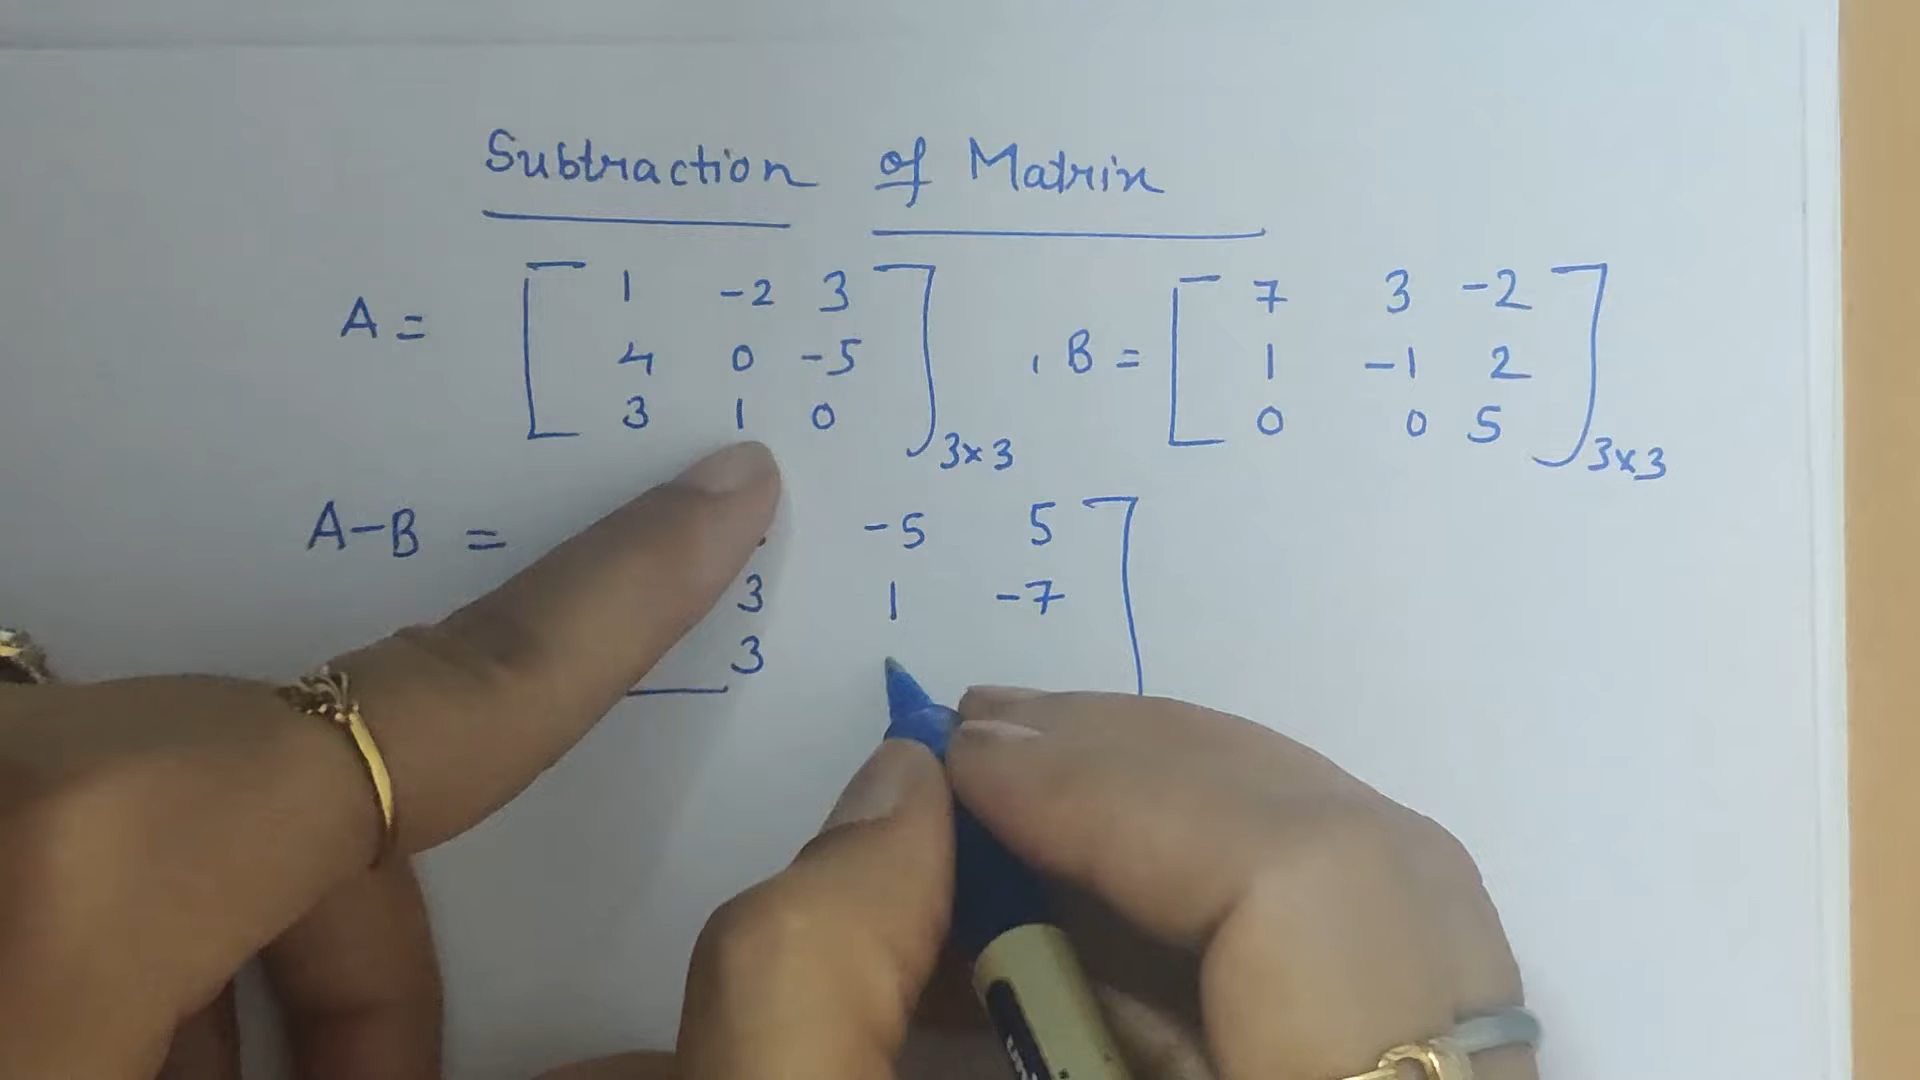 Subtraction of Matrix
A = [ 1 -2 3 ] , B = [ 7 3 -2 ]
4 0 -5 1 -1 2
3 1 0 3×3 0 0 5 3×3
A-B = -5 5 ]
3 1 -7
3